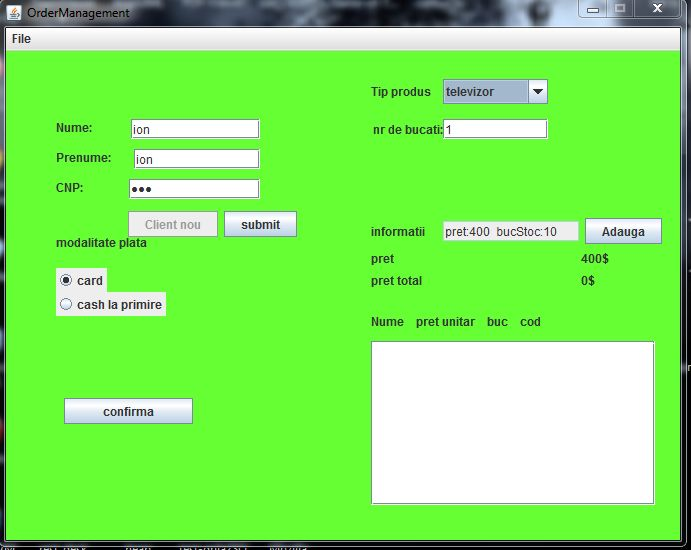 OrderManagement
File
Tip produs televizor
Nume: ion
nr de bucati: 1
Prenume: ion
CNP: •••
Client nou submit
informatii pret:400 bucStoc:10 Adauga
modalitate plata
pret 400$
card
pret total 0$
cash la primire
Nume pret unitar buc cod
confirma